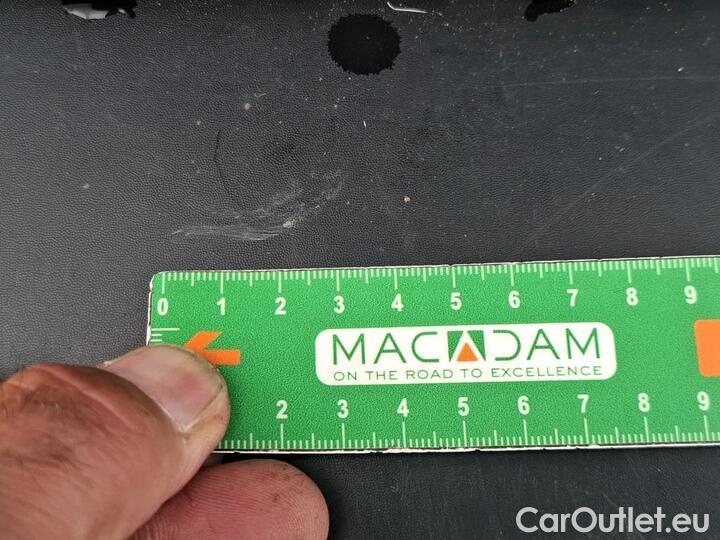 0 1 2 3 4 5 6 7 8 9
MACADAM
ON THE ROAD TO EXCELLENCE
2 3 4 5 6 7 8 9
CarOutlet.eu